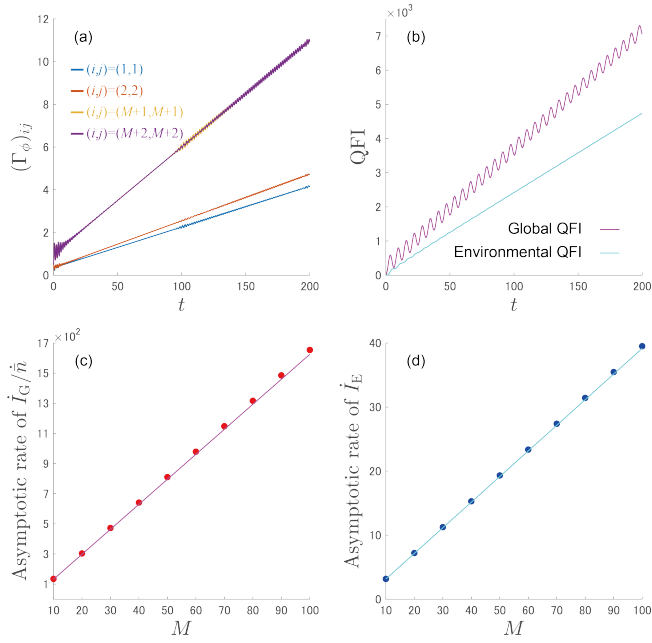 (a)
12
10
8
6
4
2
0
(Γ_ϕ)_ij
(i,j)=(1,1)
(i,j)=(2,2)
(i,j)=(M+1,M+1)
(i,j)=(M+2,M+2)
0 50 100 150 200
t
(b)
×10³
7
6
5
4
3
2
1
0
QFI
Global QFI
Environmental QFI
0 50 100 150 200
t
(c)
×10²
17
15
13
11
9
7
5
3
1
Asymptotic rate of İ_G/n̄̇
10 20 30 40 50 60 70 80 90 100
M
(d)
40
30
20
10
0
Asymptotic rate of İ_E
10 20 30 40 50 60 70 80 90 100
M